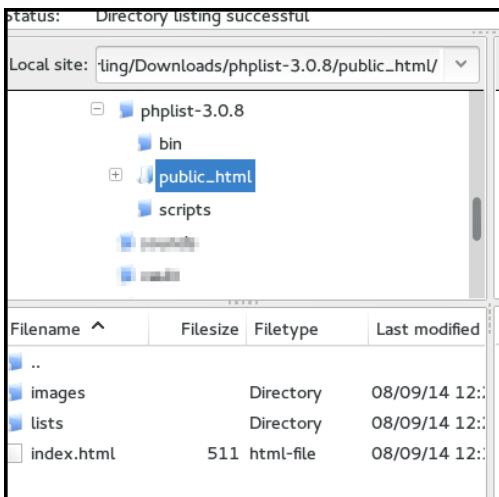 Status: Directory listing successful
Local site: rling/Downloads/phplist-3.0.8/public_html/
phplist-3.0.8
bin
public_html
scripts
Filename Filesize Filetype Last modified
..
images Directory 08/09/14 12:
lists Directory 08/09/14 12:
index.html 511 html-file 08/09/14 12: